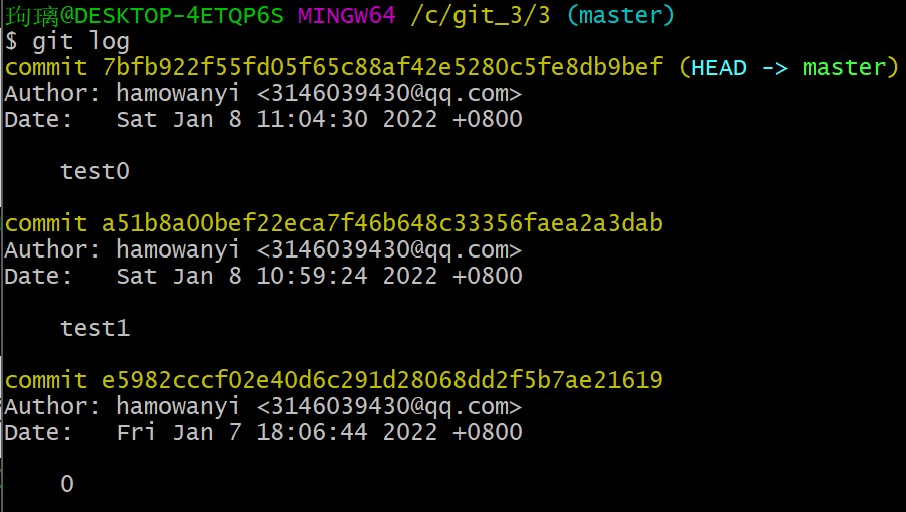 玽璃@DESKTOP-4ETQP6S MINGW64 /c/git_3/3 (master)
$ git log
commit 7bfb922f55fd05f65c88af42e5280c5fe8db9bef (HEAD -> master)
Author: hamowanyi <3146039430@qq.com>
Date:   Sat Jan 8 11:04:30 2022 +0800
test0
commit a51b8a00bef22eca7f46b648c33356faea2a3dab
Author: hamowanyi <3146039430@qq.com>
Date:   Sat Jan 8 10:59:24 2022 +0800
test1
commit e5982cccf02e40d6c291d28068dd2f5b7ae21619
Author: hamowanyi <3146039430@qq.com>
Date:   Fri Jan 7 18:06:44 2022 +0800
0